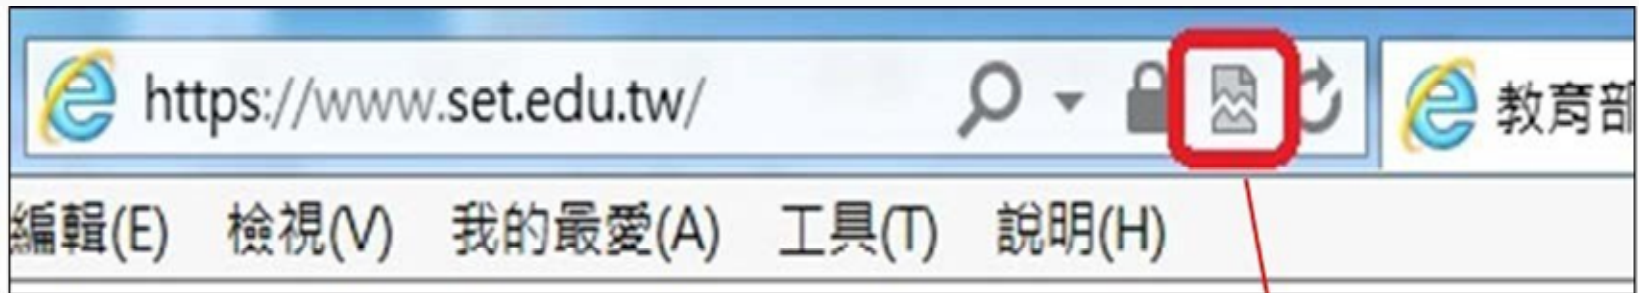 https://www.set.edu.tw/ 教育部
編輯(E) 檢視(V) 我的最愛(A) 工具(T) 說明(H)